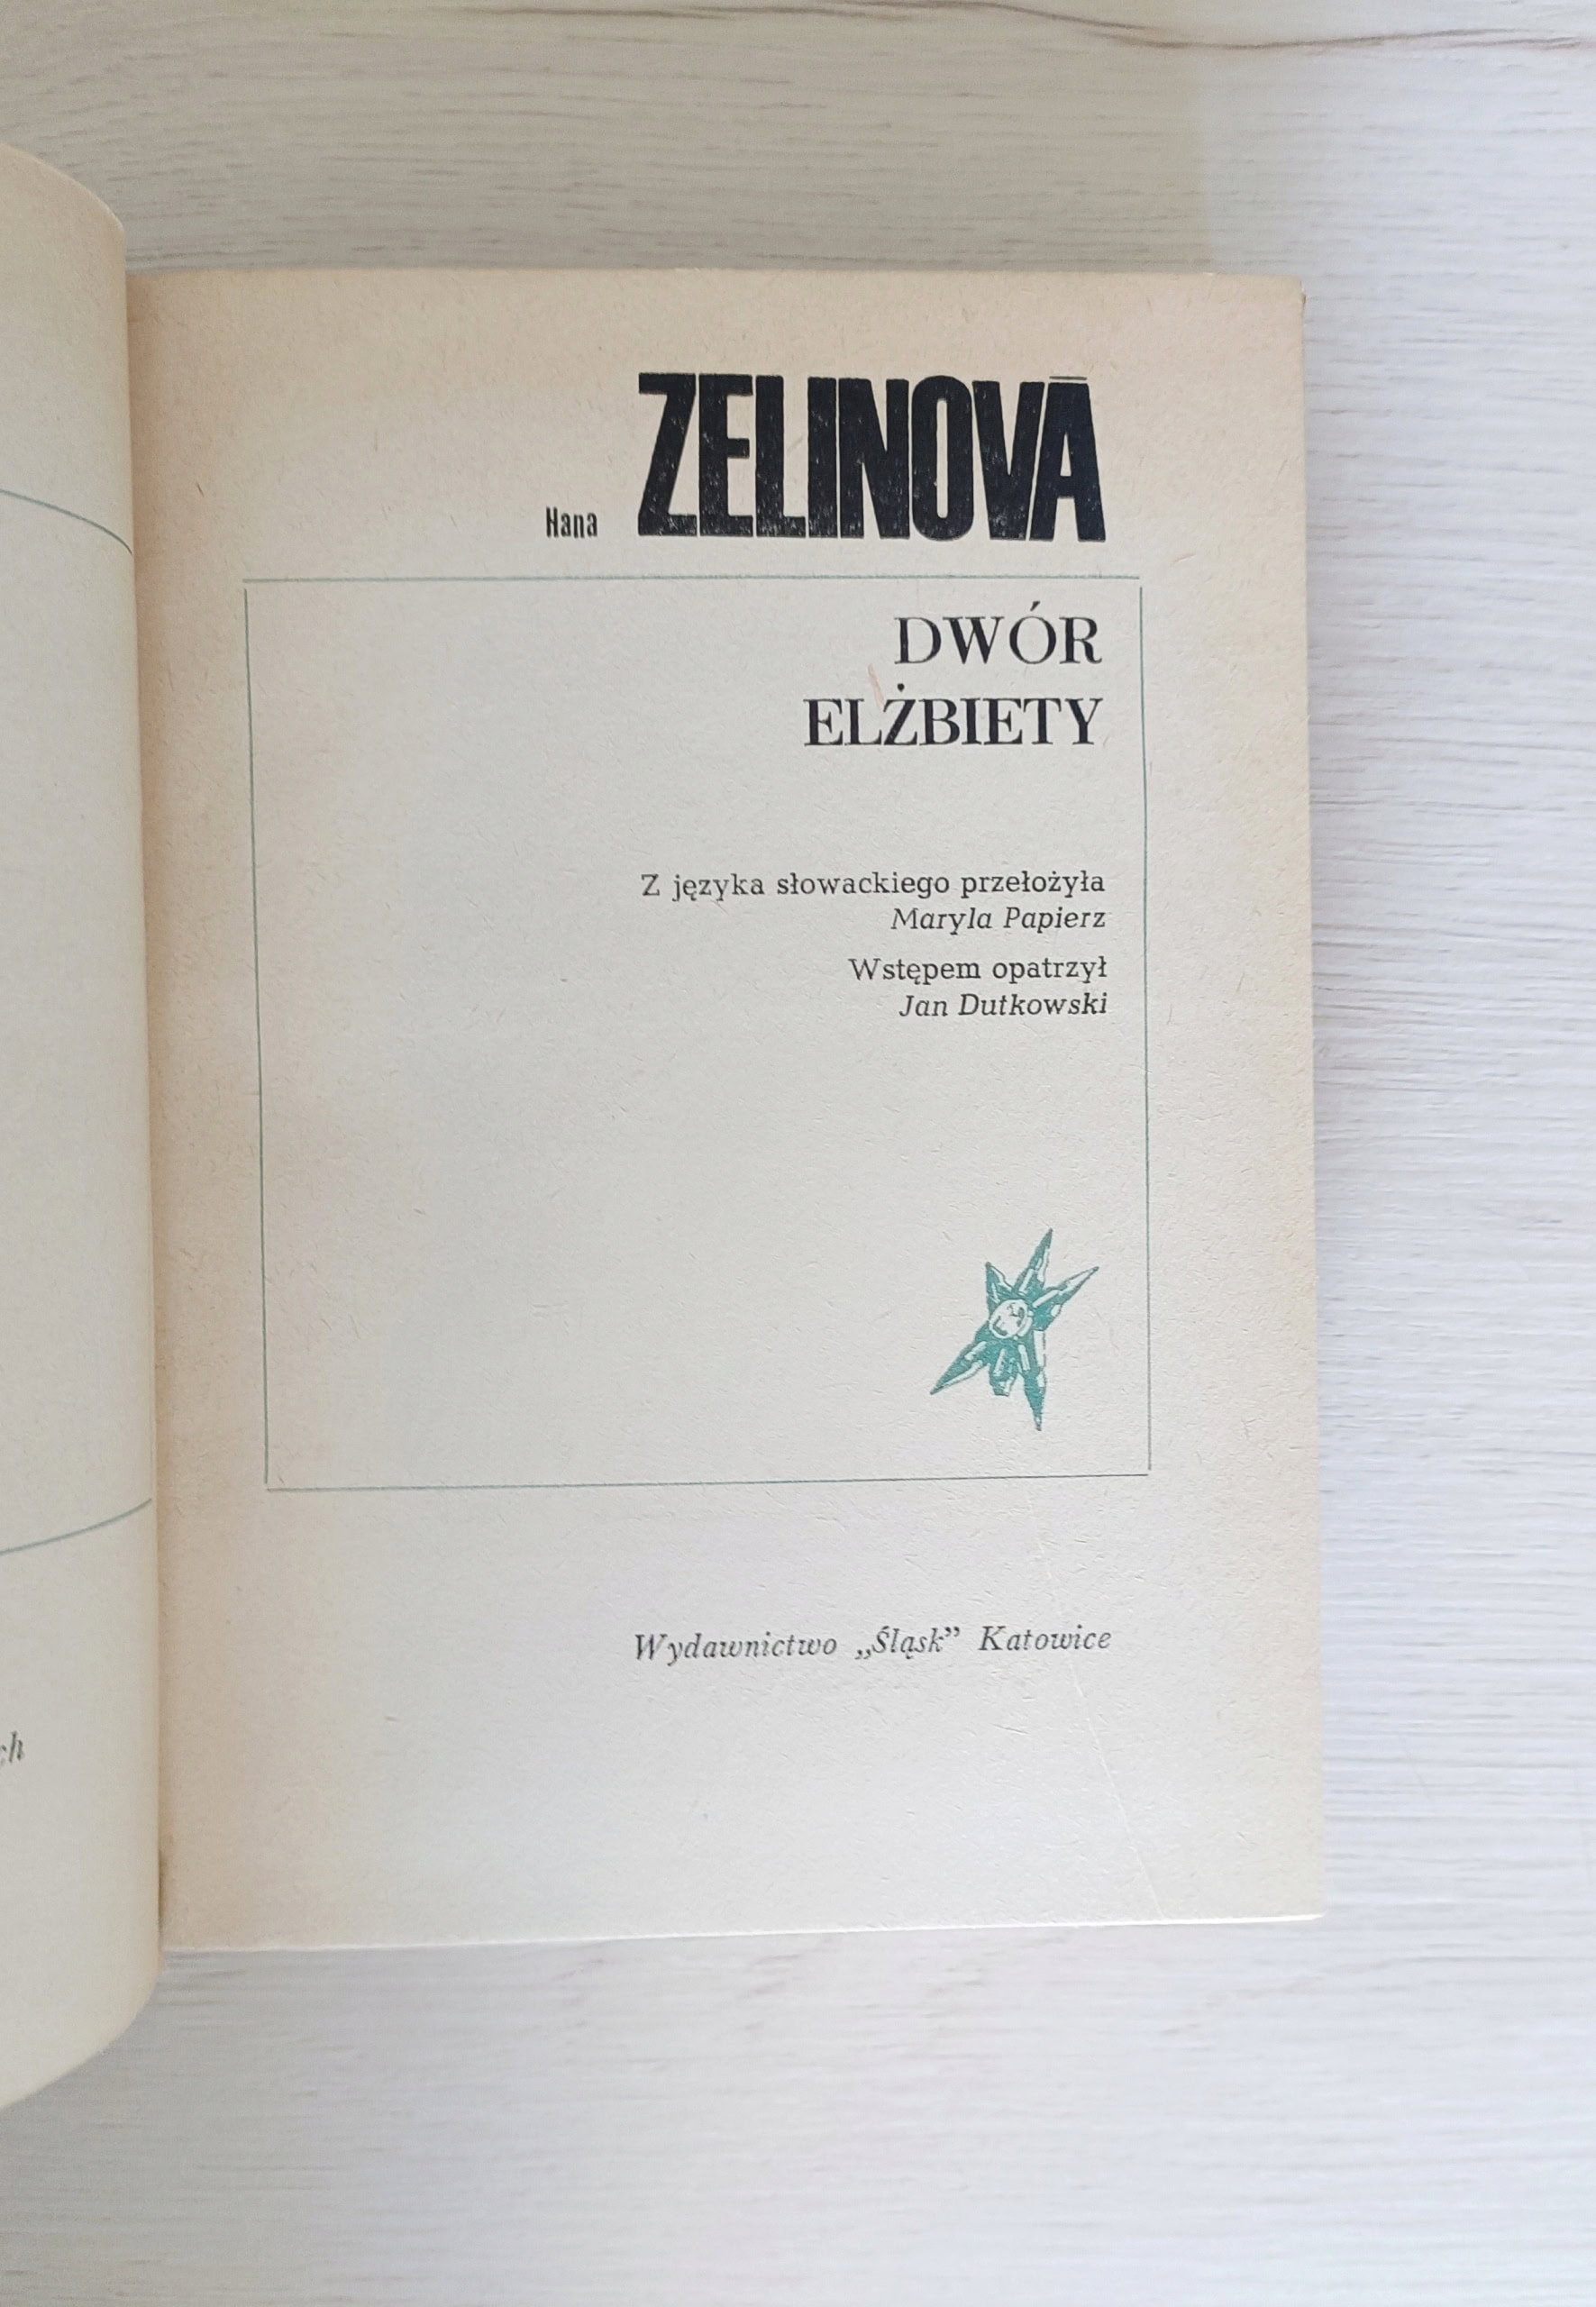 Hana ZELINOVÁ
DWÓR
ELŻBIETY
Z języka słowackiego przełożyła
Maryla Papierz
Wstępem opatrzył
Jan Dutkowski
Wydawnictwo „Śląsk” Katowice